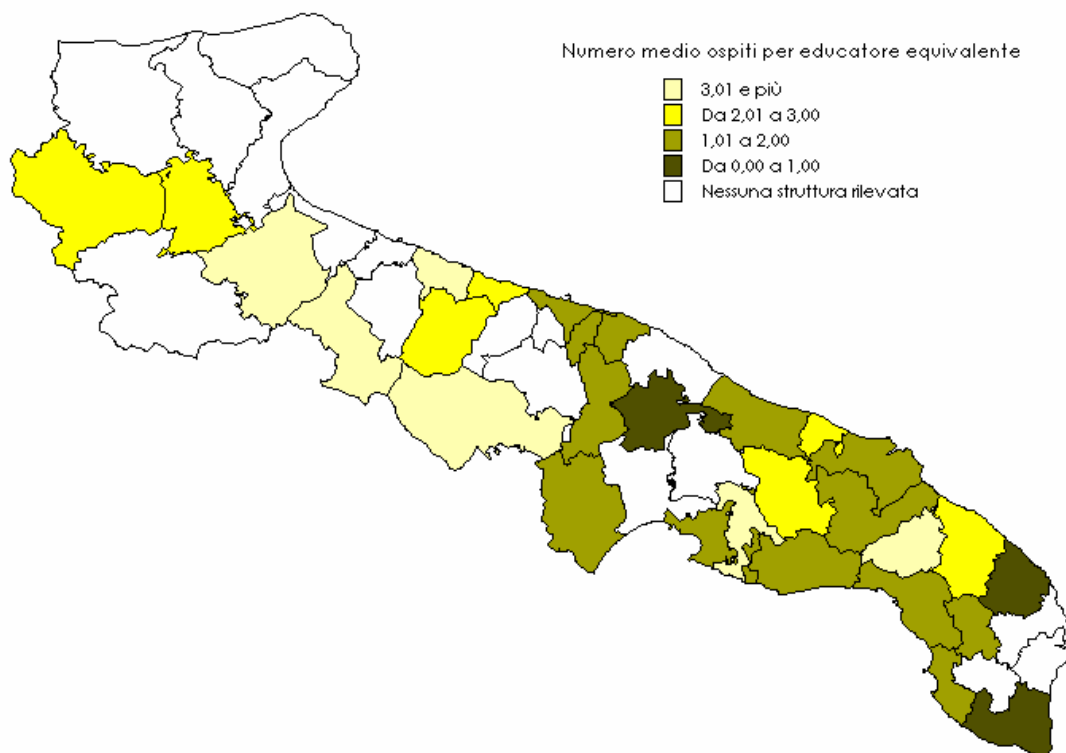 Numero medio ospiti per educatore equivalente
3,01 e più
Da 2,01 a 3,00
1,01 a 2,00
Da 0,00 a 1,00
Nessuna struttura rilevata